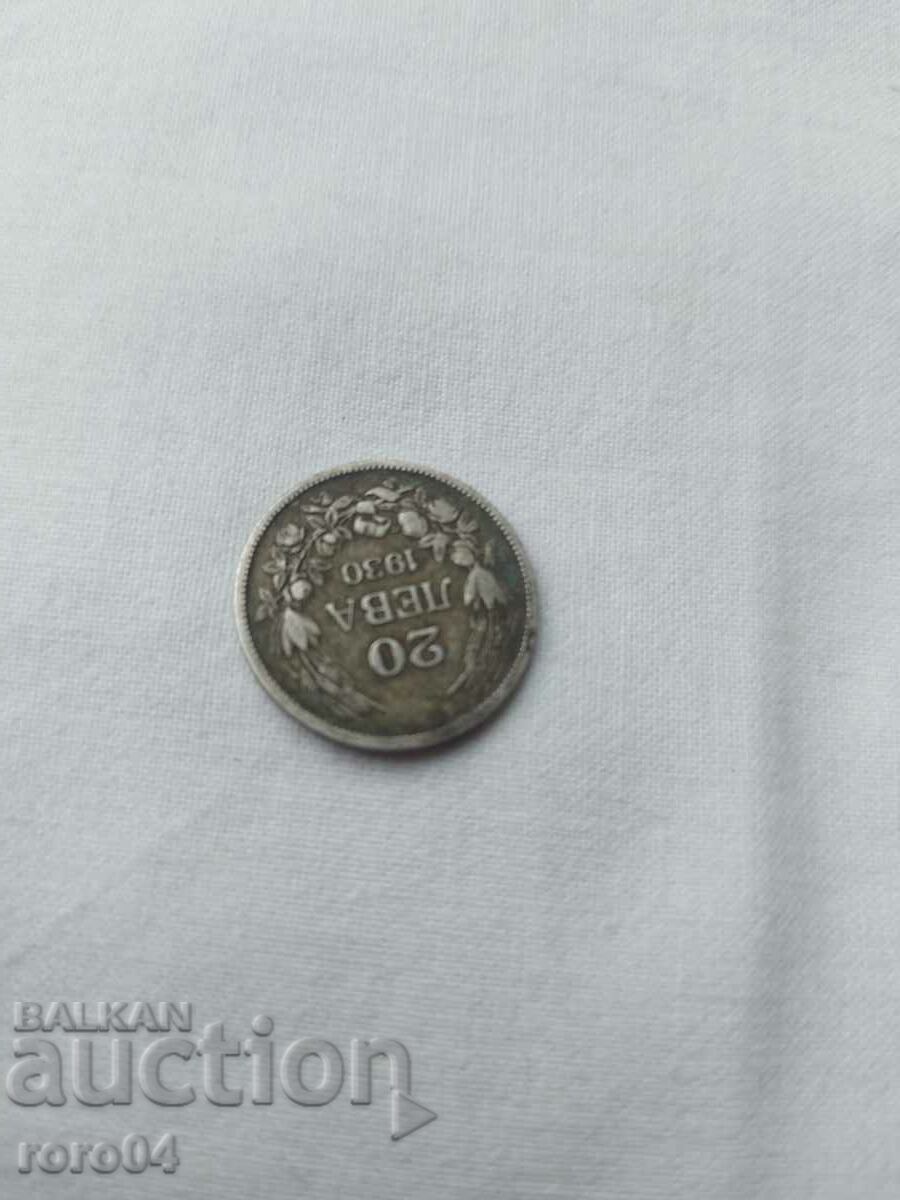 20
ЛЕВА
1930
BALKAN
auction
roro04